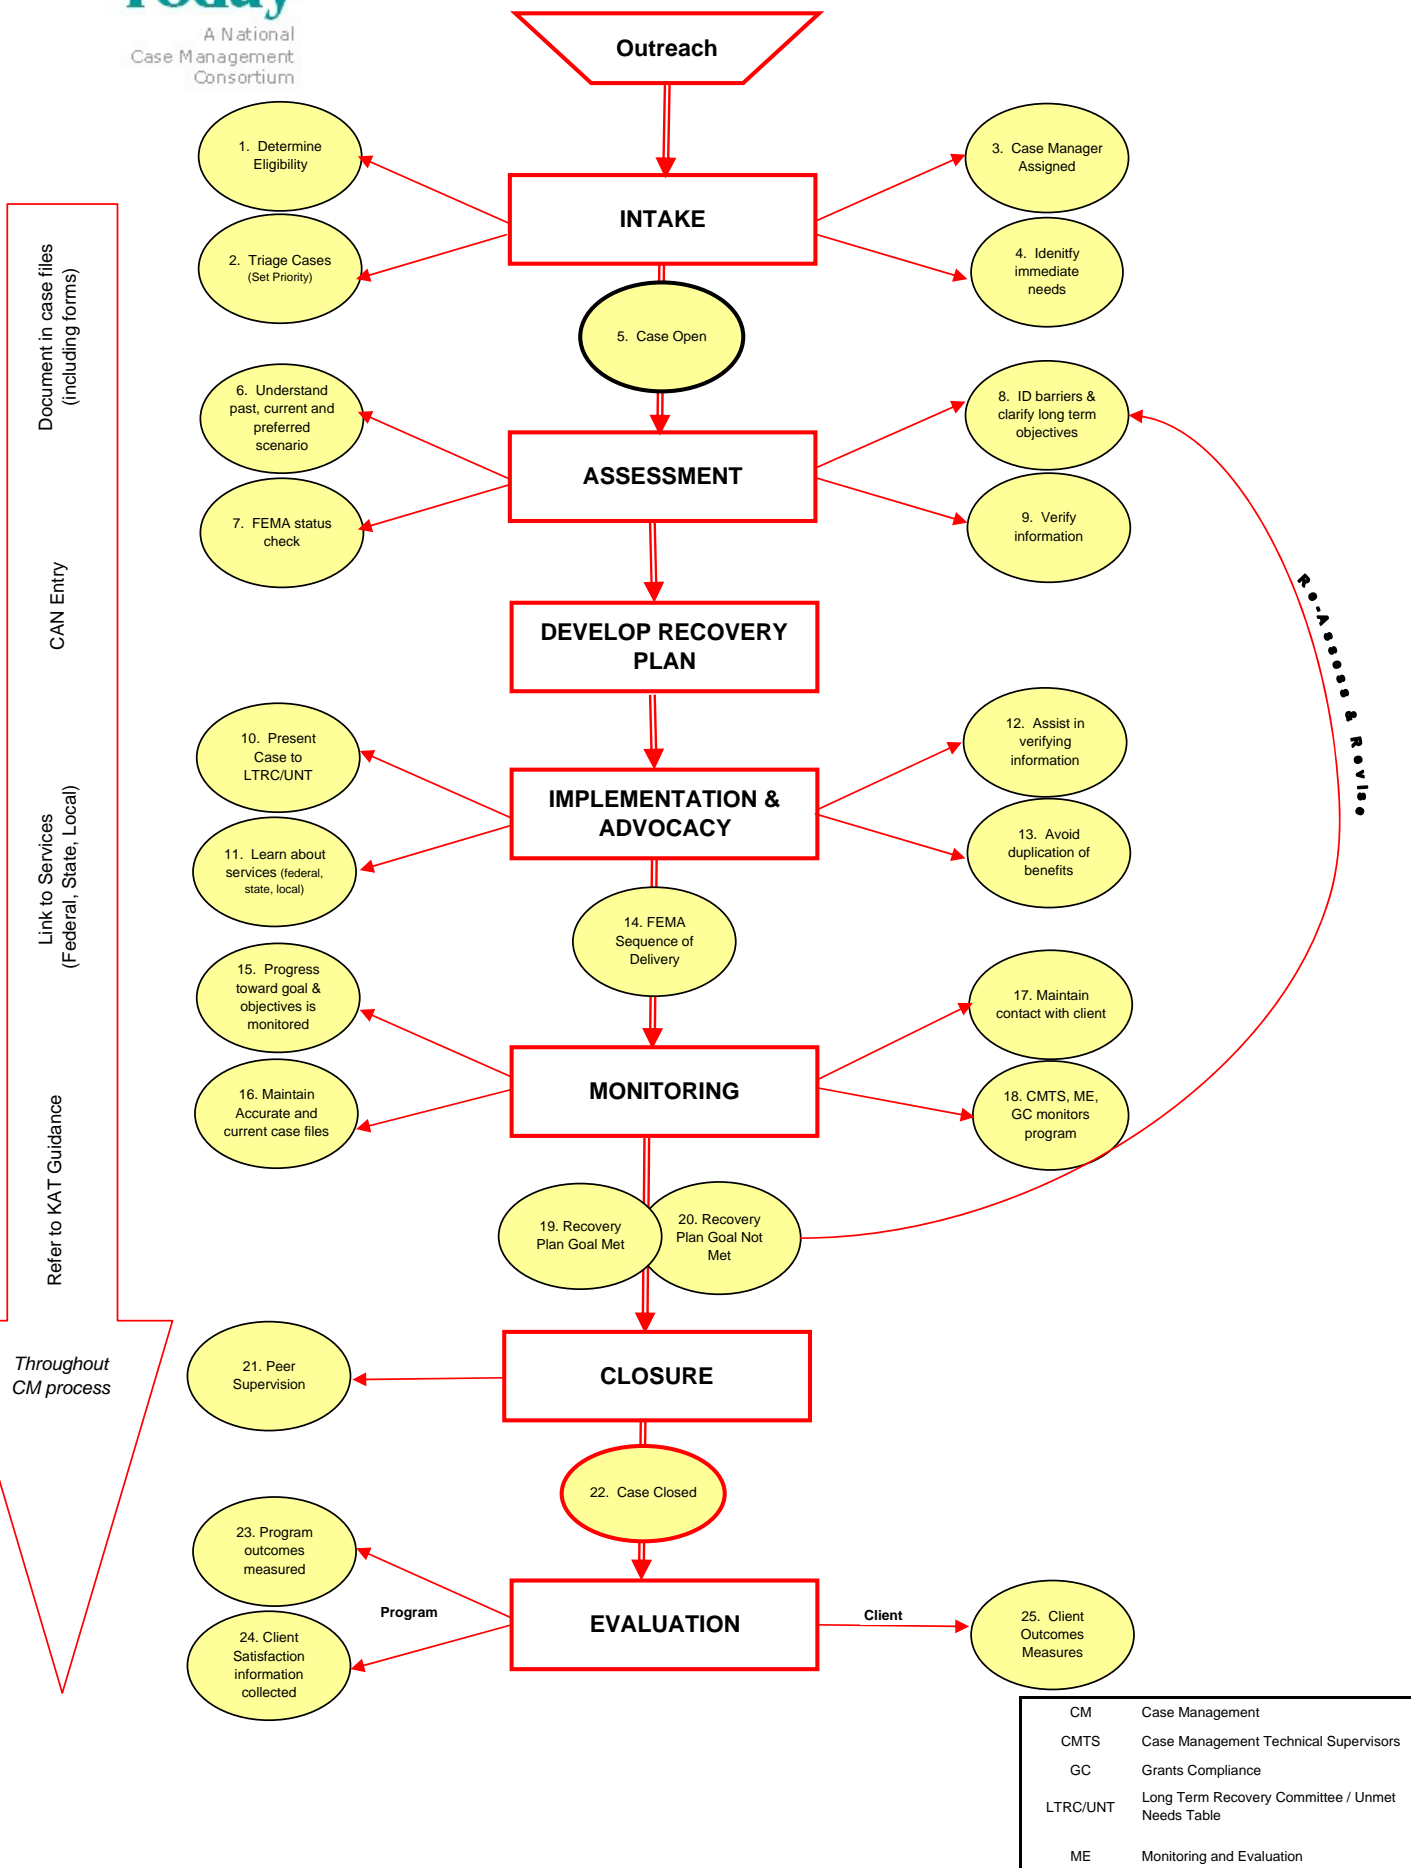 Today
A National
Case Management
Consortium
Outreach
1. Determine
Eligibility
3. Case Manager
Assigned
INTAKE
2. Triage Cases
(Set Priority)
4. Idenitfy
immediate
needs
5. Case Open
6. Understand
past, current and
preferred
scenario
8. ID barriers &
clarify long term
objectives
ASSESSMENT
7. FEMA status
check
9. Verify
information
DEVELOP RECOVERY
PLAN
10. Present
Case to
LTRC/UNT
12. Assist in
verifying
information
IMPLEMENTATION &
ADVOCACY
11. Learn about
services (federal,
state, local)
13. Avoid
duplication of
benefits
14. FEMA
Sequence of
Delivery
15. Progress
toward goal &
objectives is
monitored
17. Maintain
contact with client
MONITORING
16. Maintain
Accurate and
current case files
18. CMTS, ME,
GC monitors
program
19. Recovery
Plan Goal Met
20. Recovery
Plan Goal Not
Met
Re-Assess & Revise
CLOSURE
21. Peer
Supervision
22. Case Closed
23. Program
outcomes
measured
Program
EVALUATION
Client
24. Client
Satisfaction
information
collected
25. Client
Outcomes
Measures
Document in case files
(including forms)
CAN Entry
Link to Services
(Federal, State, Local)
Refer to KAT Guidance
Throughout
CM process
CM Case Management
CMTS Case Management Technical Supervisors
GC Grants Compliance
LTRC/UNT Long Term Recovery Committee / Unmet
Needs Table
ME Monitoring and Evaluation